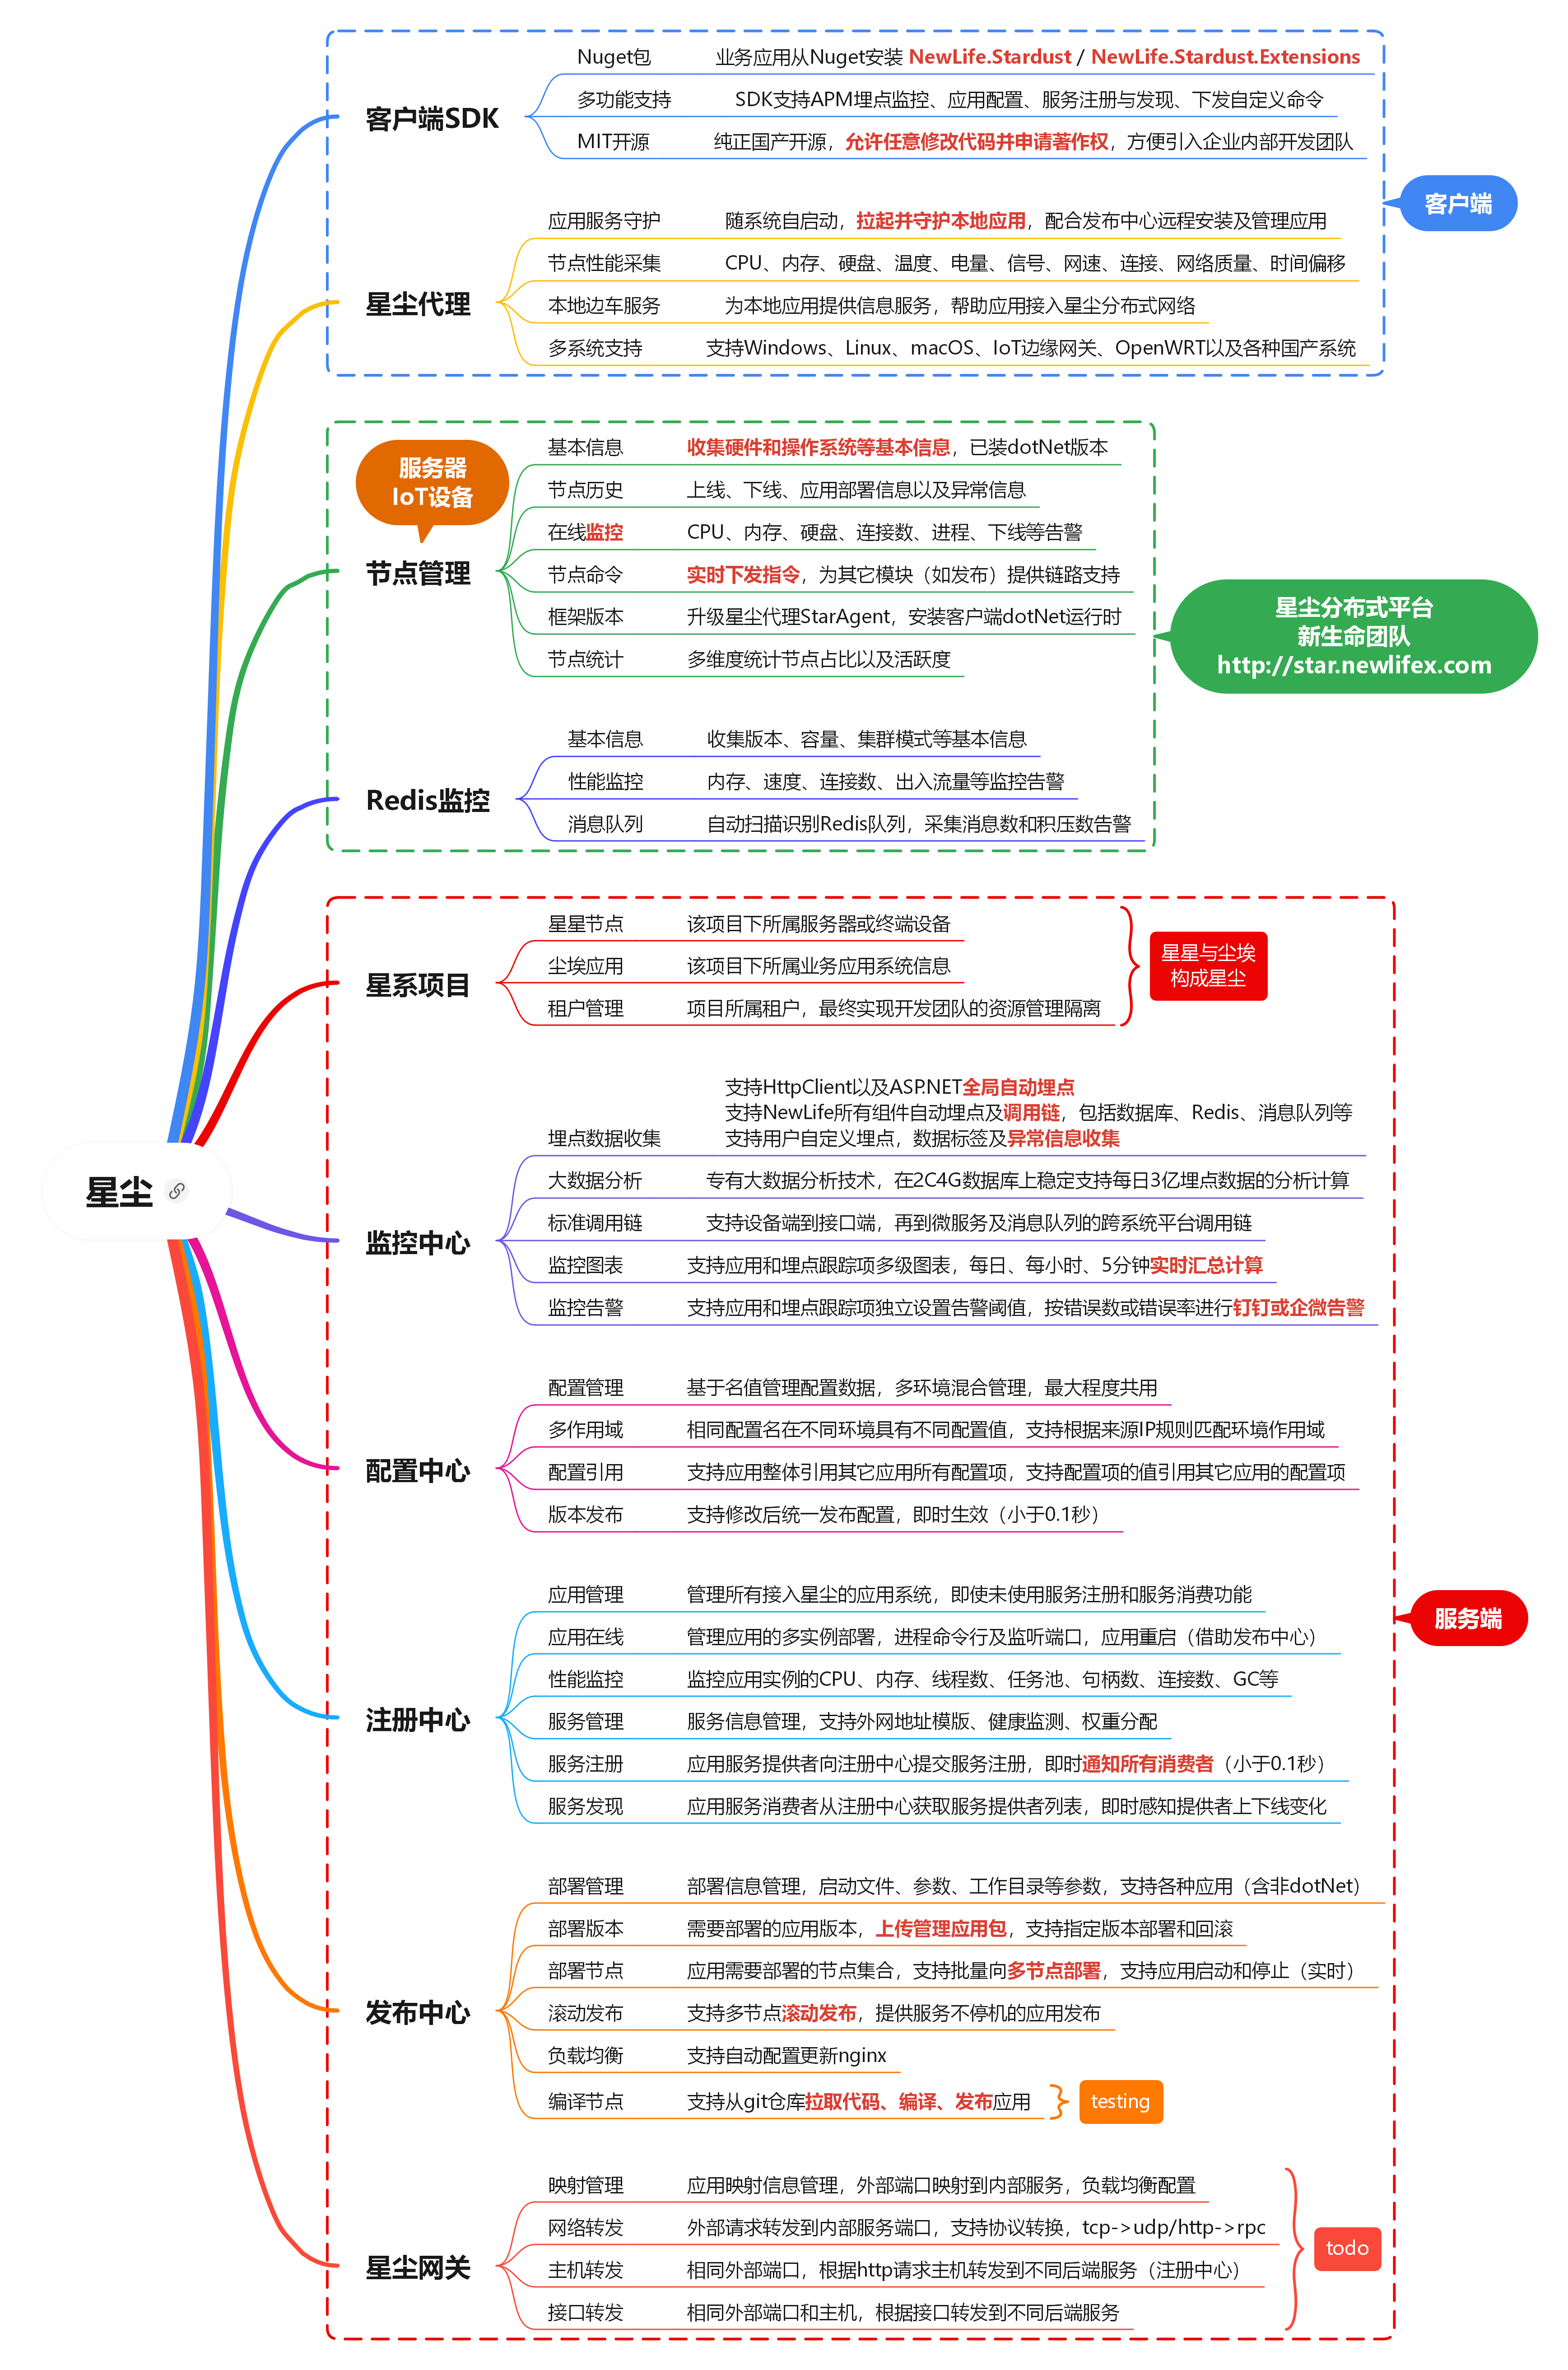 星尘
客户端SDK
Nuget包 业务应用从Nuget安装 NewLife.Stardust / NewLife.Stardust.Extensions
多功能支持 SDK支持APM埋点监控、应用配置、服务注册与发现、下发自定义命令
MIT开源 纯正国产开源，允许任意修改代码并申请著作权，方便引入企业内部开发团队
星尘代理
应用服务守护 随系统自启动，拉起并守护本地应用，配合发布中心远程安装及管理应用
节点性能采集 CPU、内存、硬盘、温度、电量、信号、网速、连接、网络质量、时间偏移
本地边车服务 为本地应用提供信息服务，帮助应用接入星尘分布式网络
多系统支持 支持Windows、Linux、macOS、IoT边缘网关、OpenWRT以及各种国产系统
客户端
服务器
IoT设备
节点管理
基本信息 收集硬件和操作系统等基本信息，已装dotNet版本
节点历史 上线、下线、应用部署信息以及异常信息
在线监控 CPU、内存、硬盘、连接数、进程、下线等告警
节点命令 实时下发指令，为其它模块（如发布）提供链路支持
框架版本 升级星尘代理StarAgent，安装客户端dotNet运行时
节点统计 多维度统计节点占比以及活跃度
Redis监控
基本信息 收集版本、容量、集群模式等基本信息
性能监控 内存、速度、连接数、出入流量等监控告警
消息队列 自动扫描识别Redis队列，采集消息数和积压数告警
星尘分布式平台
新生命团队
http://star.newlifex.com
星系项目
星星节点 该项目下所属服务器或终端设备
尘埃应用 该项目下所属业务应用系统信息
租户管理 项目所属租户，最终实现开发团队的资源管理隔离
星星与尘埃
构成星尘
监控中心
支持HttpClient以及ASP.NET全局自动埋点
支持NewLife所有组件自动埋点及调用链，包括数据库、Redis、消息队列等
埋点数据收集 支持用户自定义埋点，数据标签及异常信息收集
大数据分析 专有大数据分析技术，在2C4G数据库上稳定支持每日3亿埋点数据的分析计算
标准调用链 支持设备端到接口端，再到微服务及消息队列的跨系统平台调用链
监控图表 支持应用和埋点跟踪项多级图表，每日、每小时、5分钟实时汇总计算
监控告警 支持应用和埋点跟踪项独立设置告警阈值，按错误数或错误率进行钉钉或企微告警
配置中心
配置管理 基于名值管理配置数据，多环境混合管理，最大程度共用
多作用域 相同配置名在不同环境具有不同配置值，支持根据来源IP规则匹配环境作用域
配置引用 支持应用整体引用其它应用所有配置项，支持配置项的值引用其它应用的配置项
版本发布 支持修改后统一发布配置，即时生效（小于0.1秒）
注册中心
应用管理 管理所有接入星尘的应用系统，即使未使用服务注册和服务消费功能
应用在线 管理应用的多实例部署，进程命令行及监听端口，应用重启（借助发布中心）
性能监控 监控应用实例的CPU、内存、线程数、任务池、句柄数、连接数、GC等
服务管理 服务信息管理，支持外网地址模版、健康监测、权重分配
服务注册 应用服务提供者向注册中心提交服务注册，即时通知所有消费者（小于0.1秒）
服务发现 应用服务消费者从注册中心获取服务提供者列表，即时感知提供者上下线变化
服务端
发布中心
部署管理 部署信息管理，启动文件、参数、工作目录等参数，支持各种应用（含非dotNet）
部署版本 需要部署的应用版本，上传管理应用包，支持指定版本部署和回滚
部署节点 应用需要部署的节点集合，支持批量向多节点部署，支持应用启动和停止（实时）
滚动发布 支持多节点滚动发布，提供服务不停机的应用发布
负载均衡 支持自动配置更新nginx
编译节点 支持从git仓库拉取代码、编译、发布应用
testing
星尘网关
映射管理 应用映射信息管理，外部端口映射到内部服务，负载均衡配置
网络转发 外部请求转发到内部服务端口，支持协议转换，tcp->udp/http->rpc
主机转发 相同外部端口，根据http请求主机转发到不同后端服务（注册中心）
接口转发 相同外部端口和主机，根据接口转发到不同后端服务
todo